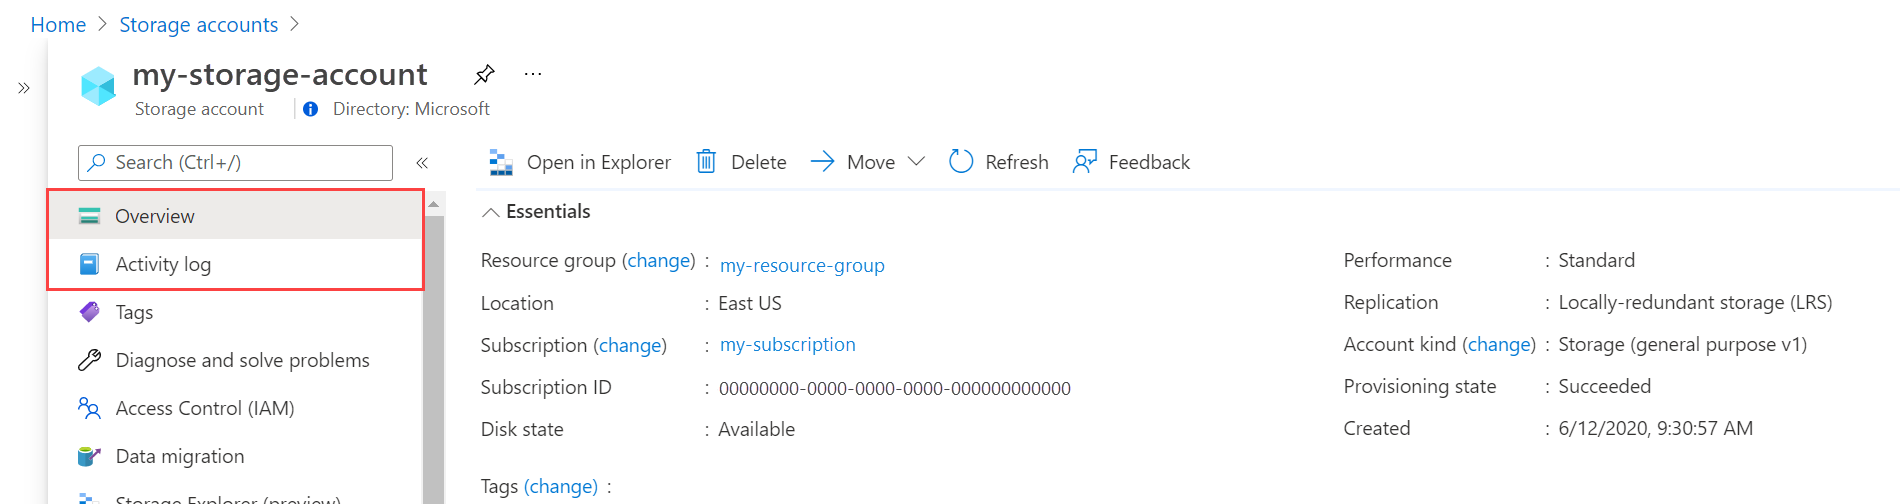 Home > Storage accounts >
my-storage-account ...
Storage account | Directory: Microsoft
Search (Ctrl+/)
Overview
Activity log
Tags
Diagnose and solve problems
Access Control (IAM)
Data migration
Storage Explorer (preview)
Open in Explorer Delete Move Refresh Feedback
Essentials
Resource group (change) : my-resource-group
Location : East US
Subscription (change) : my-subscription
Subscription ID : 00000000-0000-0000-0000-000000000000
Disk state : Available
Tags (change) :
Performance : Standard
Replication : Locally-redundant storage (LRS)
Account kind (change) : Storage (general purpose v1)
Provisioning state : Succeeded
Created : 6/12/2020, 9:30:57 AM